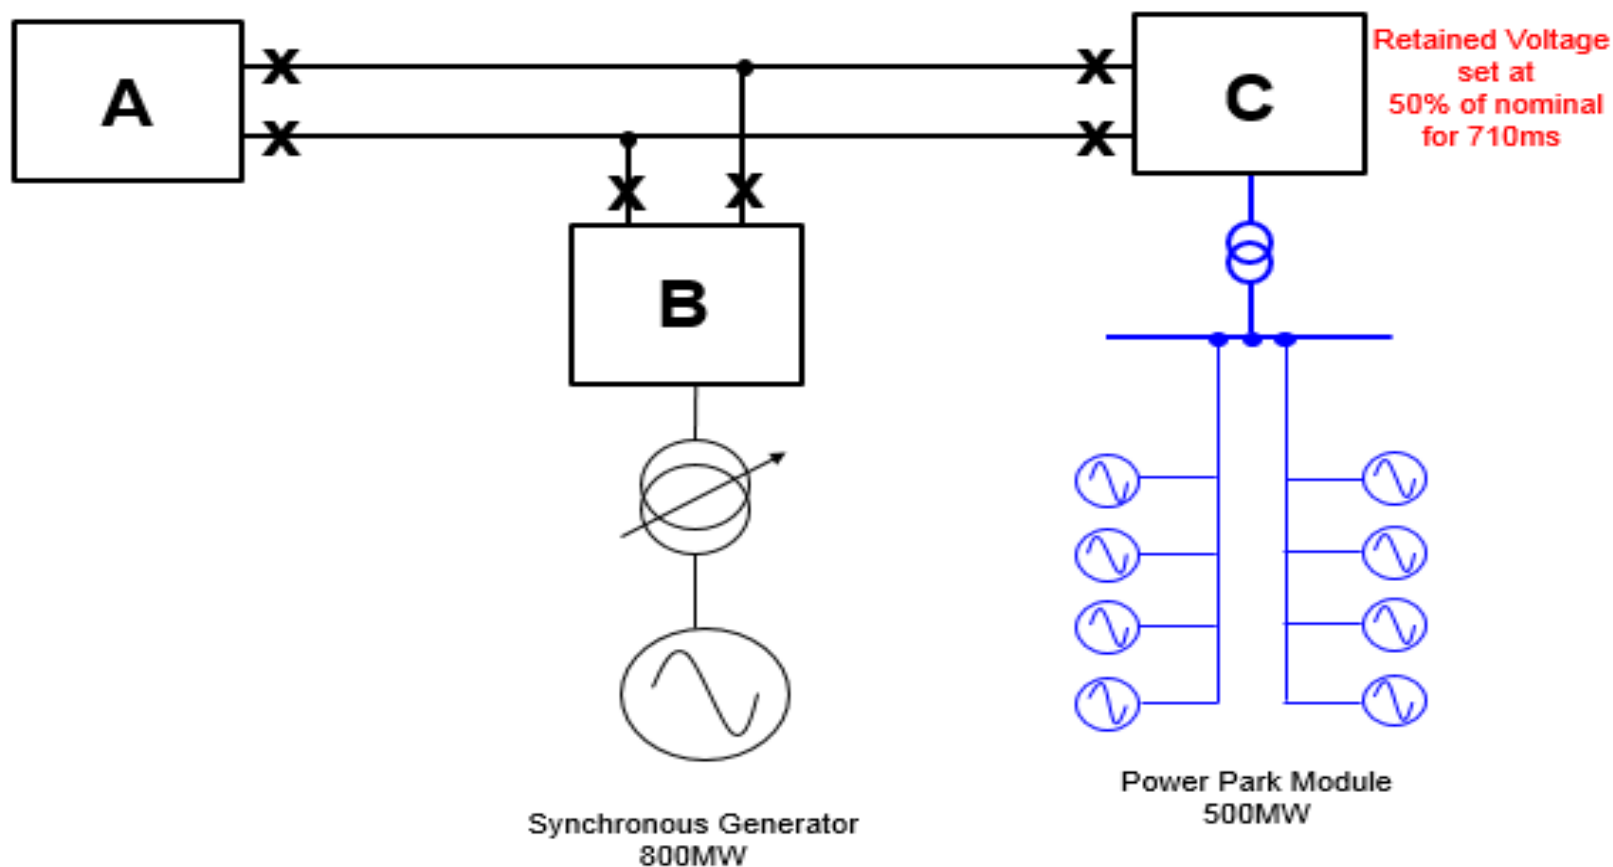 A
C
Retained Voltage
set at
50% of nominal
for 710ms
B
Power Park Module
500MW
Synchronous Generator
800MW